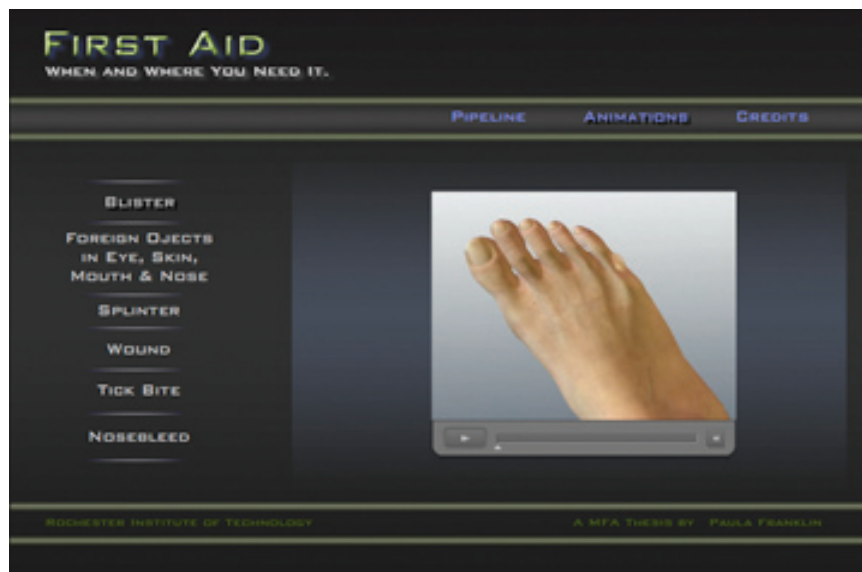 First Aid
When and Where You Need It.
Pipeline Animations Credits
Blister
Foreign Ojects
in Eye, Skin,
Mouth & Nose
Splinter
Wound
Tick Bite
Nosebleed
Rochester Institute of Technology A MFA Thesis by Paula Franklin